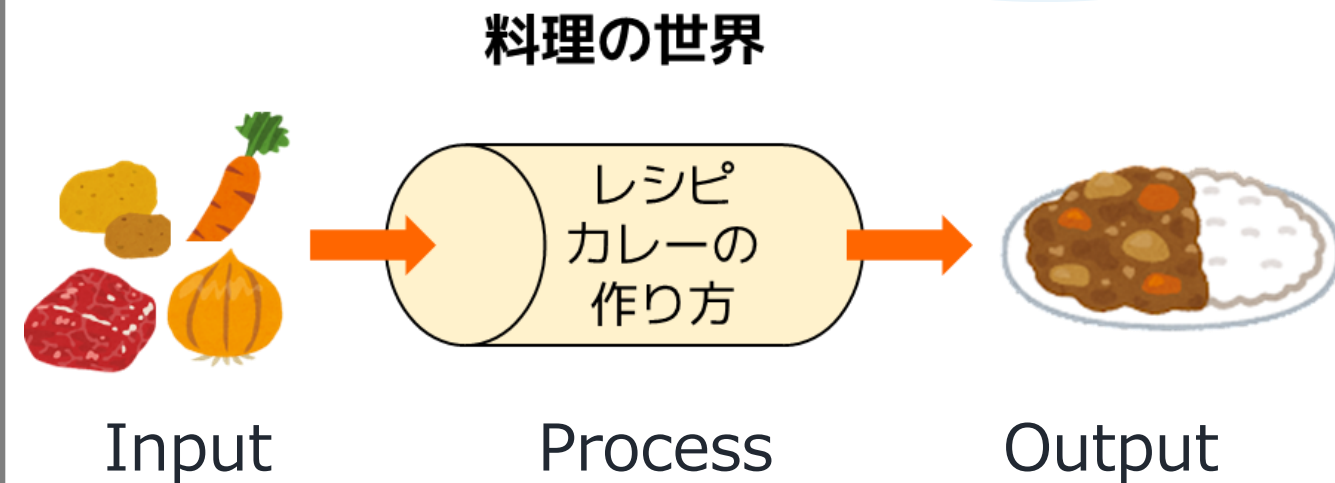 料理の世界
レシピ
カレーの
作り方
Input
Process
Output